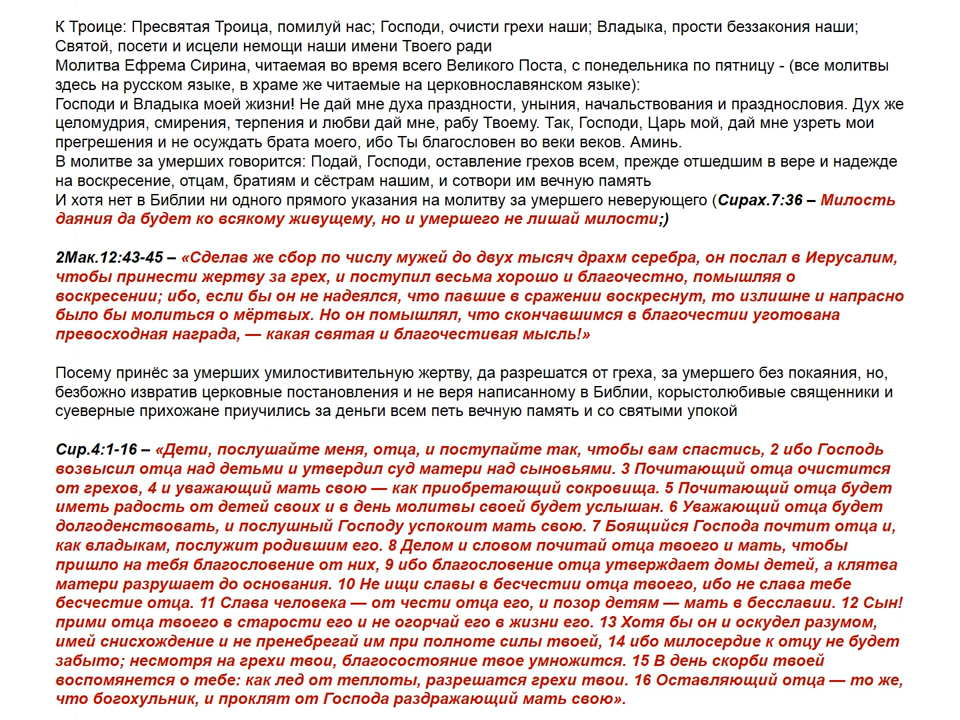 К Троице: Пресвятая Троица, помилуй нас; Господи, очисти грехи наши; Владыка, прости беззакония наши;
Святой, посети и исцели немощи наши имени Твоего ради
Молитва Ефрема Сирина, читаемая во время всего Великого Поста, с понедельника по пятницу - (все молитвы
здесь на русском языке, в храме же читаемые на церковнославянском языке):
Господи и Владыка моей жизни! Не дай мне духа праздности, уныния, начальствования и празднословия. Дух же
целомудрия, смирения, терпения и любви дай мне, рабу Твоему. Так, Господи, Царь мой, дай мне узреть мои
прегрешения и не осуждать брата моего, ибо Ты благословен во веки веков. Аминь.
В молитве за умерших говорится: Подай, Господи, оставление грехов всем, прежде отшедшим в вере и надежде
на воскресение, отцам, братиям и сёстрам нашим, и сотвори им вечную память
И хотя нет в Библии ни одного прямого указания на молитву за умершего неверующего (Сирах.7:36 – Милость
даяния да будет ко всякому живущему, но и умершего не лишай милости;)
2Мак.12:43-45 – «Сделав же сбор по числу мужей до двух тысяч драхм серебра, он послал в Иерусалим,
чтобы принести жертву за грех, и поступил весьма хорошо и благочестно, помышляя о
воскресении; ибо, если бы он не надеялся, что павшие в сражении воскреснут, то излишне и напрасно
было бы молиться о мёртвых. Но он помышлял, что скончавшимся в благочестии уготована
превосходная награда, — какая святая и благочестивая мысль!»
Посему принёс за умерших умилостивительную жертву, да разрешатся от греха, за умершего без покаяния, но,
безбожно извратив церковные постановления и не веря написанному в Библии, корыстолюбивые священники и
суеверные прихожане приучились за деньги всем петь вечную память и со святыми упокой
Сир.4:1-16 – «Дети, послушайте меня, отца, и поступайте так, чтобы вам спастись, 2 ибо Господь
возвысил отца над детьми и утвердил суд матери над сыновьями. 3 Почитающий отца очистится
от грехов, 4 и уважающий мать свою — как приобретающий сокровища. 5 Почитающий отца будет
иметь радость от детей своих и в день молитвы своей будет услышан. 6 Уважающий отца будет
долгоденствовать, и послушный Господу успокоит мать свою. 7 Боящийся Господа почтит отца и,
как владыкам, послужит родившим его. 8 Делом и словом почитай отца твоего и мать, чтобы
пришло на тебя благословение от них, 9 ибо благословение отца утверждает домы детей, а клятва
матери разрушает до основания. 10 Не ищи славы в бесчестии отца твоего, ибо не слава тебе
бесчестие отца. 11 Слава человека — от чести отца его, и позор детям — мать в бесславии. 12 Сын!
прими отца твоего в старости его и не огорчай его в жизни его. 13 Хотя бы он и оскудел разумом,
имей снисхождение и не пренебрегай им при полноте силы твоей, 14 ибо милосердие к отцу не будет
забыто; несмотря на грехи твои, благосостояние твое умножится. 15 В день скорби твоей
воспомянется о тебе: как лед от теплоты, разрешатся грехи твои. 16 Оставляющий отца — то же,
что богохульник, и проклят от Господа раздражающий мать свою».